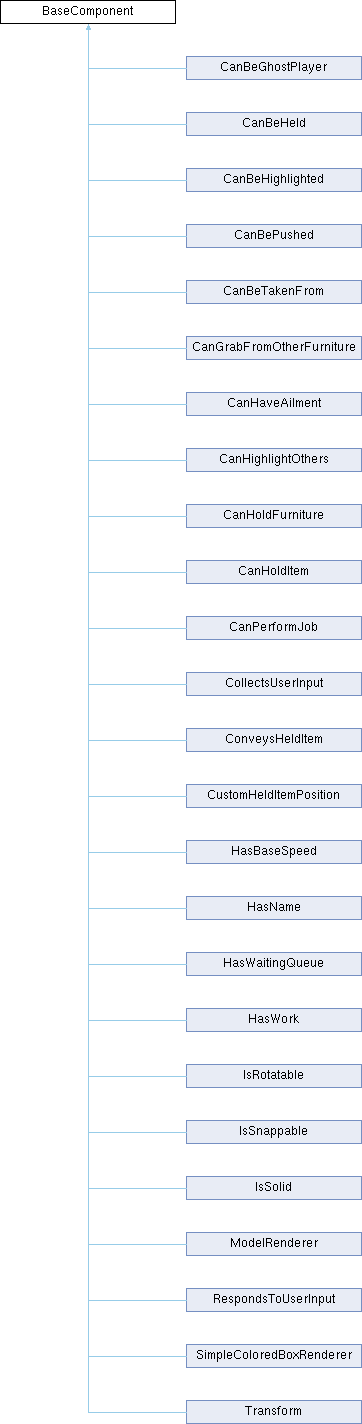 BaseComponent
CanBeGhostPlayer
CanBeHeld
CanBeHighlighted
CanBePushed
CanBeTakenFrom
CanGrabFromOtherFurniture
CanHaveAilment
CanHighlightOthers
CanHoldFurniture
CanHoldItem
CanPerformJob
CollectsUserInput
ConveysHeldItem
CustomHeldItemPosition
HasBaseSpeed
HasName
HasWaitingQueue
HasWork
IsRotatable
IsSnappable
IsSolid
ModelRenderer
RespondsToUserInput
SimpleColoredBoxRenderer
Transform